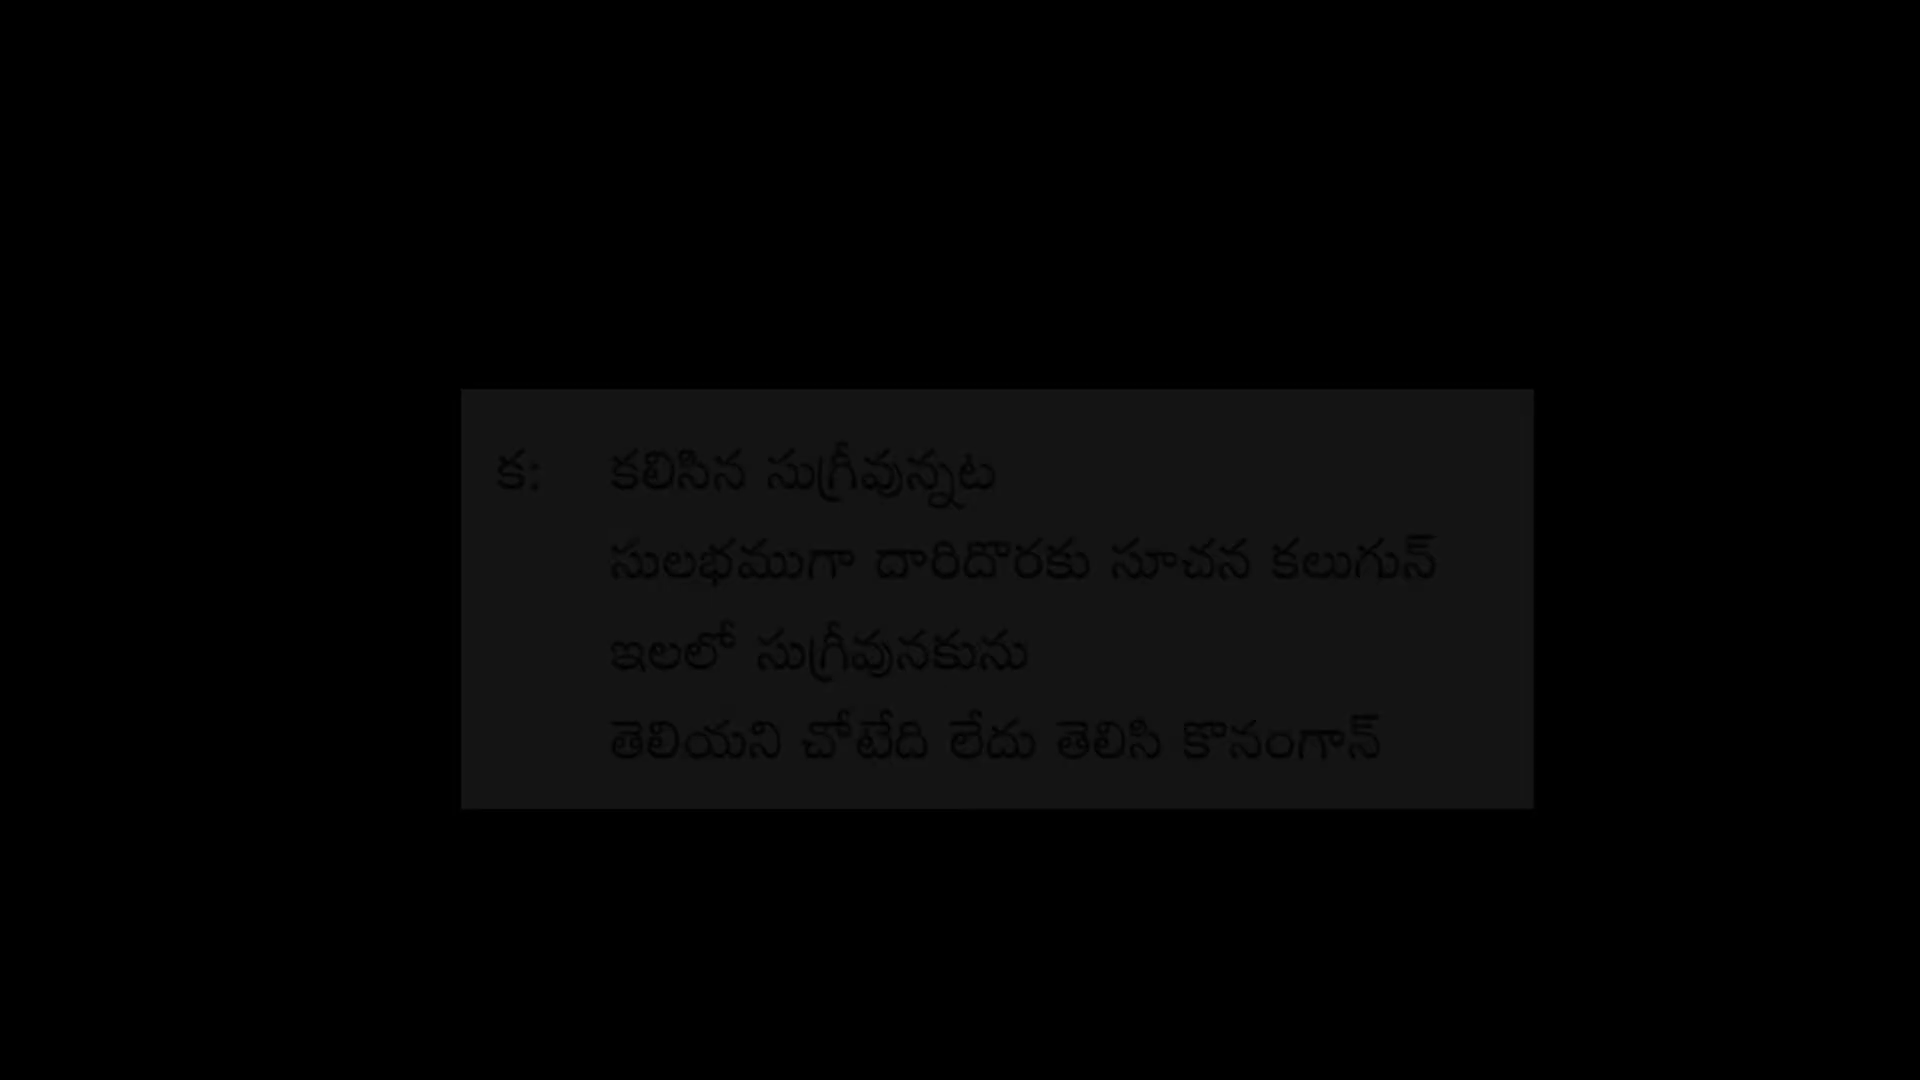 క: కలిసిన సుగ్రీవున్నట
సులభముగా దారిదొరకు సూచన కలుగున్
ఇలలో సుగ్రీవునకును
తెలియని చోటేది లేదు తెలిసి కొనంగాన్